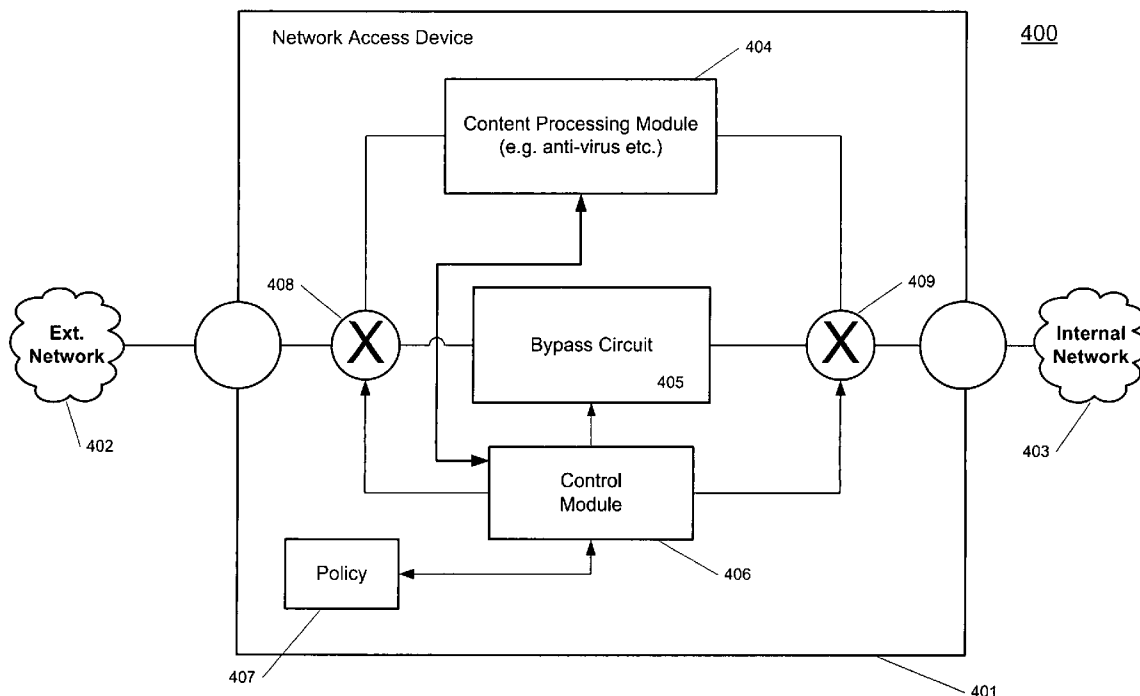 Network Access Device
400
404
Content Processing Module
(e.g. anti-virus etc.)
408
409
Ext.
Network
X
Bypass Circuit
405
X
Internal
Network
402
403
Control
Module
406
Policy
407
401